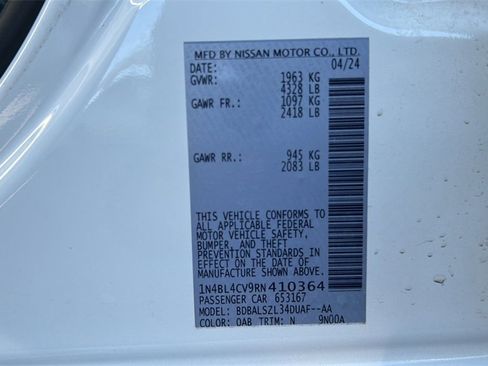 MFD BY NISSAN MOTOR CO., LTD.
DATE: 04/24
GVWR: 1963 KG
4328 LB
GAWR FR.: 1097 KG
2418 LB
GAWR RR.: 945 KG
2083 LB
THIS VEHICLE CONFORMS TO
ALL APPLICABLE FEDERAL
MOTOR VEHICLE SAFETY,
BUMPER, AND THEFT
PREVENTION STANDARDS
IN EFFECT ON THE DATE OF
MANUFACTURE SHOWN ABOVE.
1N4BL4CV9RN410364
PASSENGER CAR 653167
MODEL: BDBALSZL34DUAF--AA
COLOR: QAB TRIM: N 9N00A